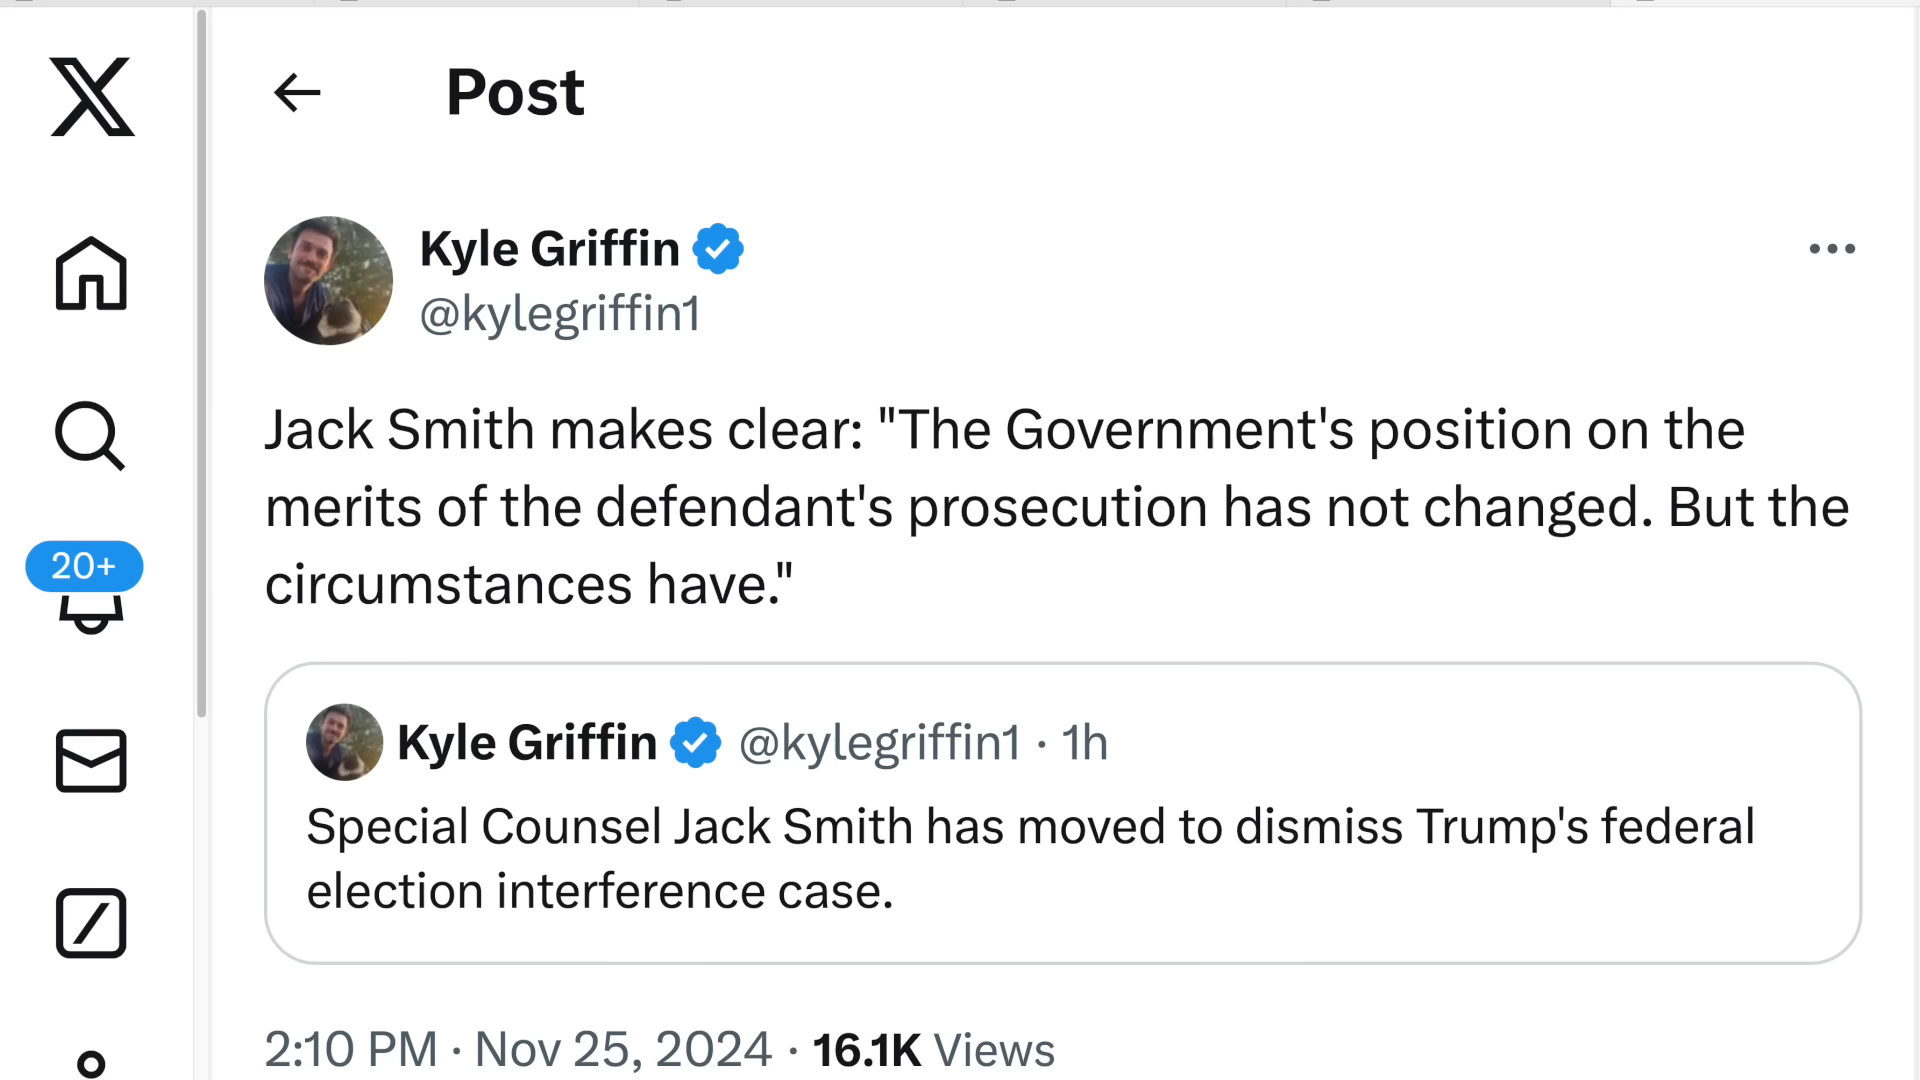 Post
Kyle Griffin
@kylegriffin1
Jack Smith makes clear: "The Government's position on the
merits of the defendant's prosecution has not changed. But the
circumstances have."
20+
Kyle Griffin @kylegriffin1 · 1h
Special Counsel Jack Smith has moved to dismiss Trump's federal
election interference case.
2:10 PM · Nov 25, 2024 · 16.1K Views